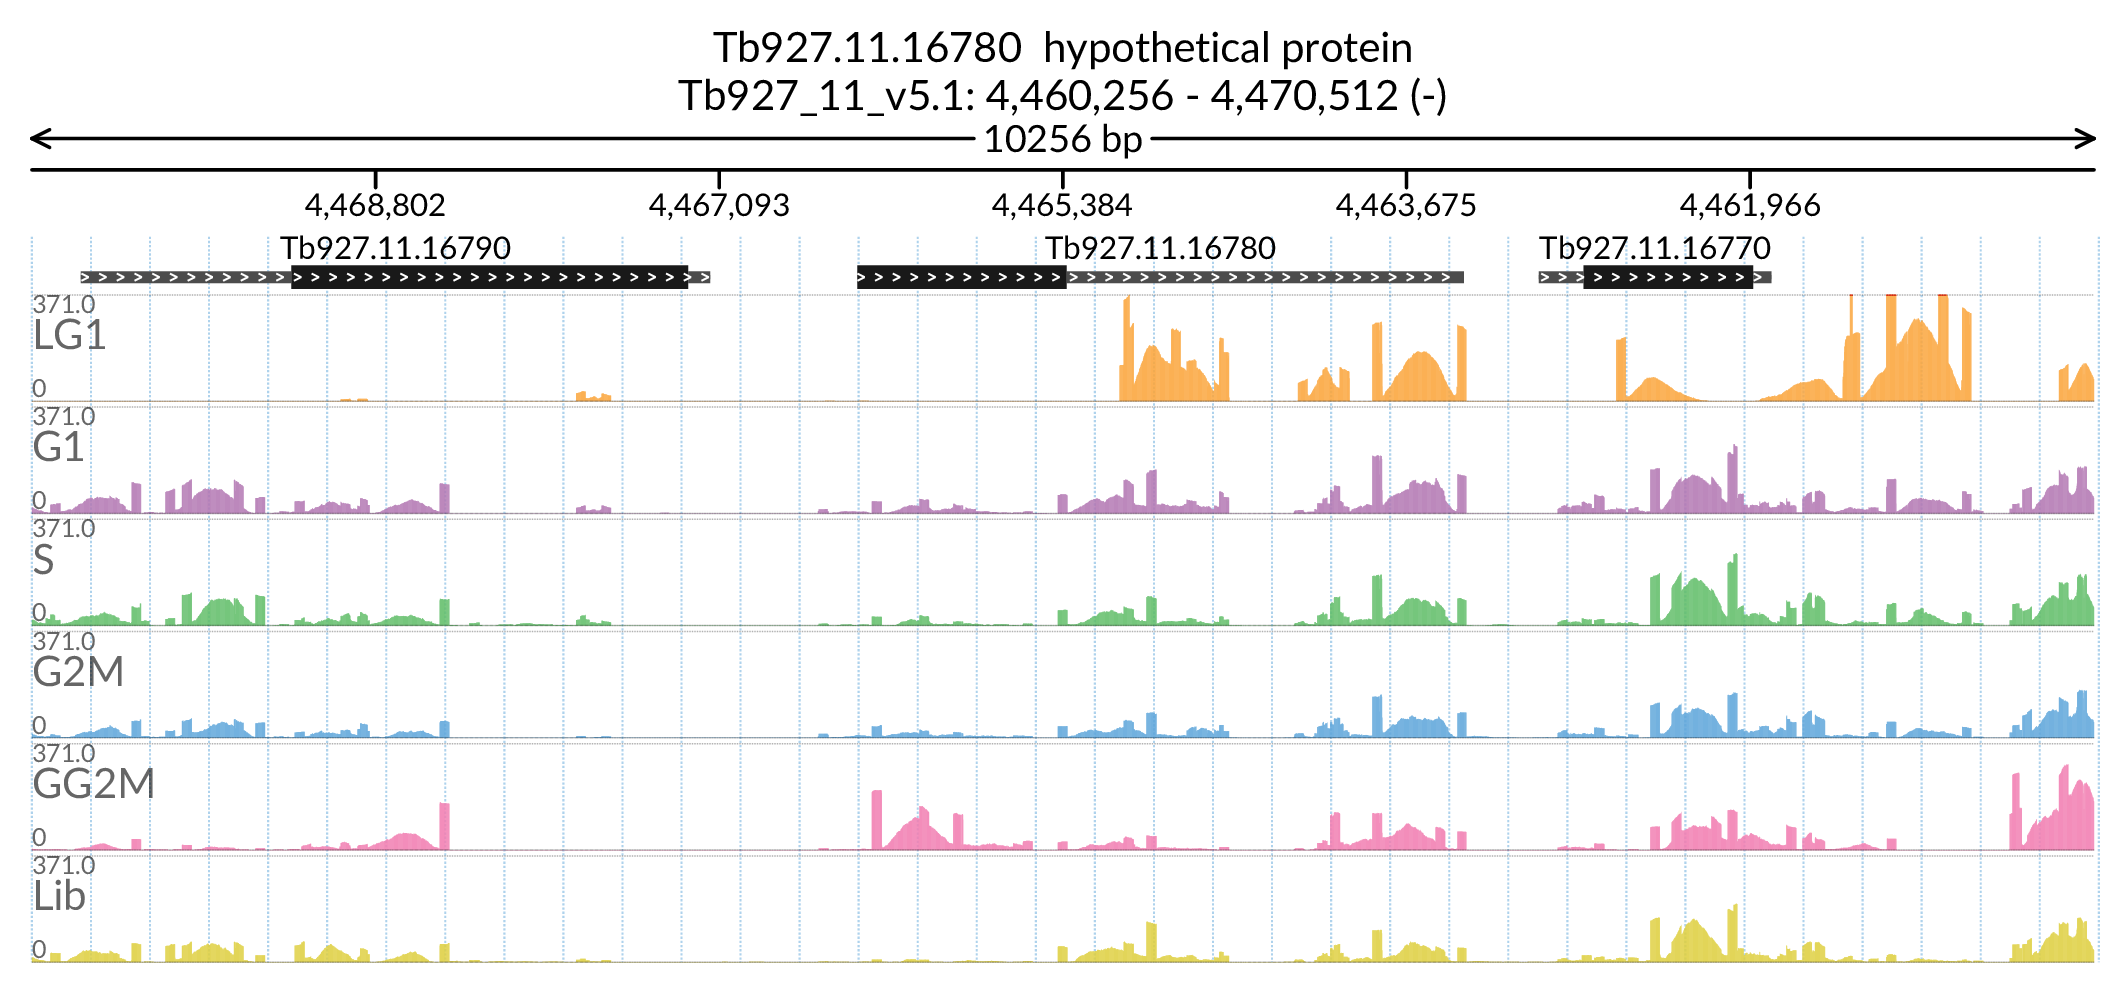 Tb927.11.16780 hypothetical protein
Tb927_11_v5.1: 4,460,256 - 4,470,512 (-)
10256 bp
4,468,802 4,467,093 4,465,384 4,463,675 4,461,966
Tb927.11.16790 Tb927.11.16780 Tb927.11.16770
371.0
LG1
0
371.0
G1
0
371.0
S
0
371.0
G2M
0
371.0
GG2M
0
371.0
Lib
0